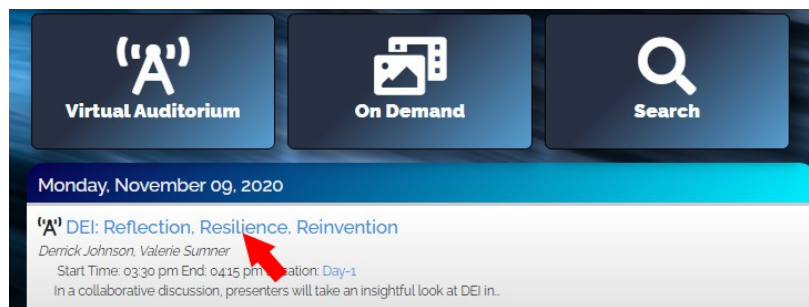 Virtual Auditorium
On Demand
Search
Monday, November 09, 2020
DEI: Reflection, Resilience, Reinvention
Derrick Johnson, Valerie Sumner
Start Time: 03:30 pm End: 04:15 pm ation: Day-1
In a collaborative discussion, presenters will take an insightful look at DEI in...